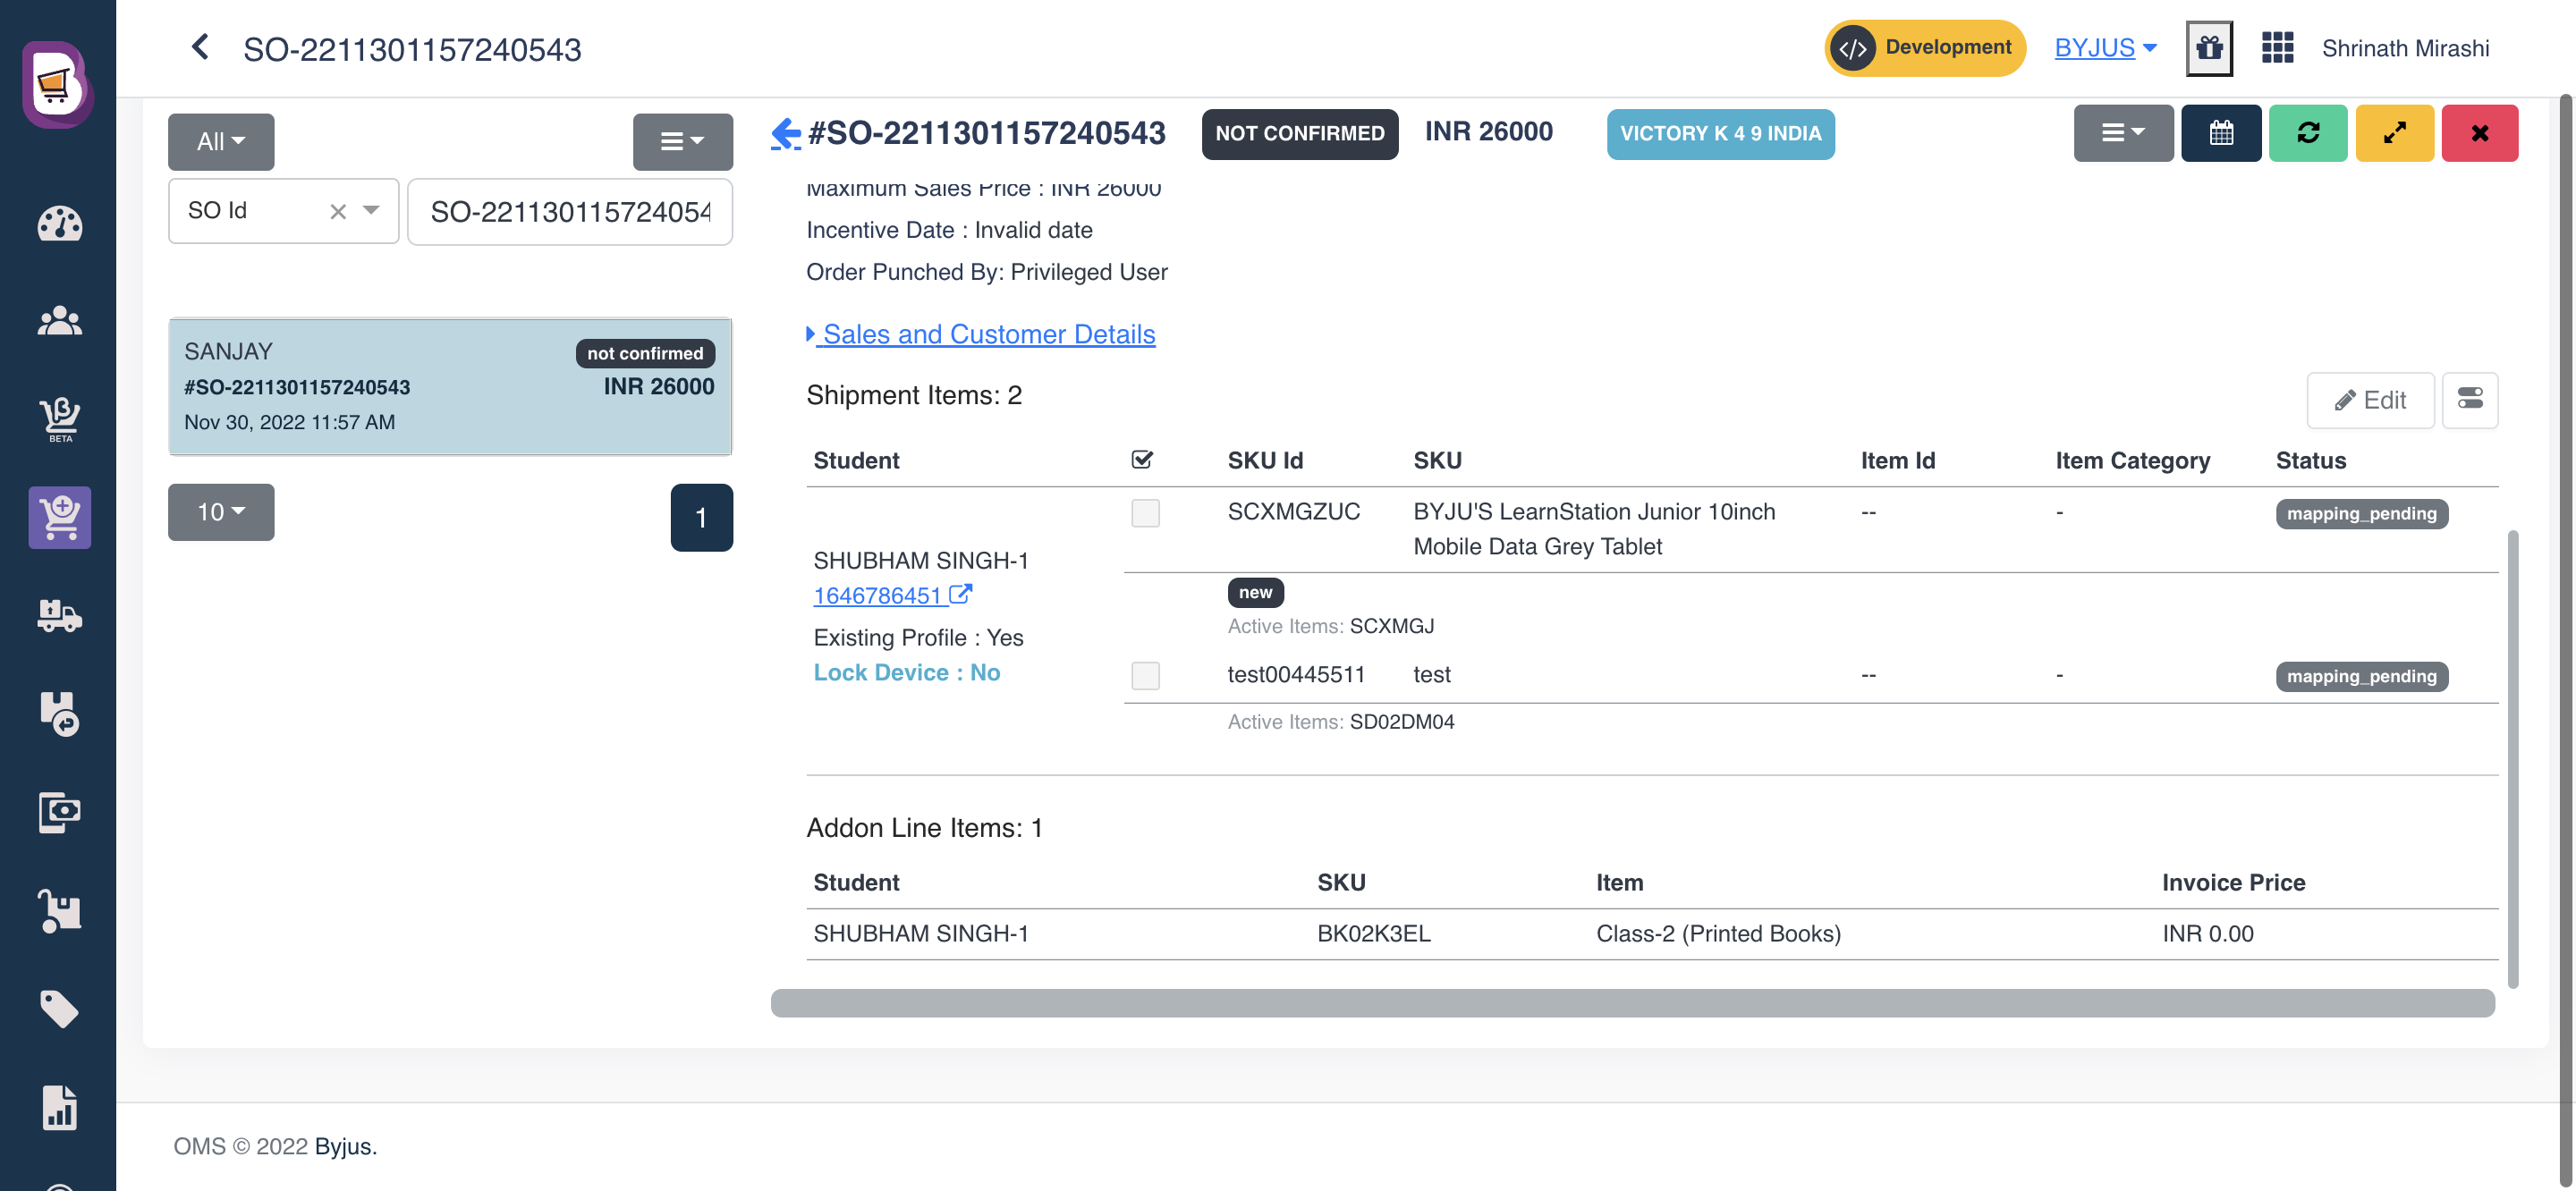 SO-2211301157240543
</> Development
BYJUS
Shrinath Mirashi
All
SO Id
SO-221130115724054
SANJAY
not confirmed
#SO-2211301157240543
INR 26000
Nov 30, 2022 11:57 AM
10
1
BETA
#SO-2211301157240543
NOT CONFIRMED
INR 26000
VICTORY K 4 9 INDIA
Maximum Sales Price : INR 26000
Incentive Date : Invalid date
Order Punched By: Privileged User
Sales and Customer Details
Shipment Items: 2
Edit
Student SKU Id SKU Item Id Item Category Status
SHUBHAM SINGH-1
1646786451
Existing Profile : Yes
Lock Device : No
SCXMGZUC BYJU'S LearnStation Junior 10inch -- - mapping_pending
Mobile Data Grey Tablet
new
Active Items: SCXMGJ
test00445511 test -- - mapping_pending
Active Items: SD02DM04
Addon Line Items: 1
Student SKU Item Invoice Price
SHUBHAM SINGH-1 BK02K3EL Class-2 (Printed Books) INR 0.00
OMS © 2022 Byjus.